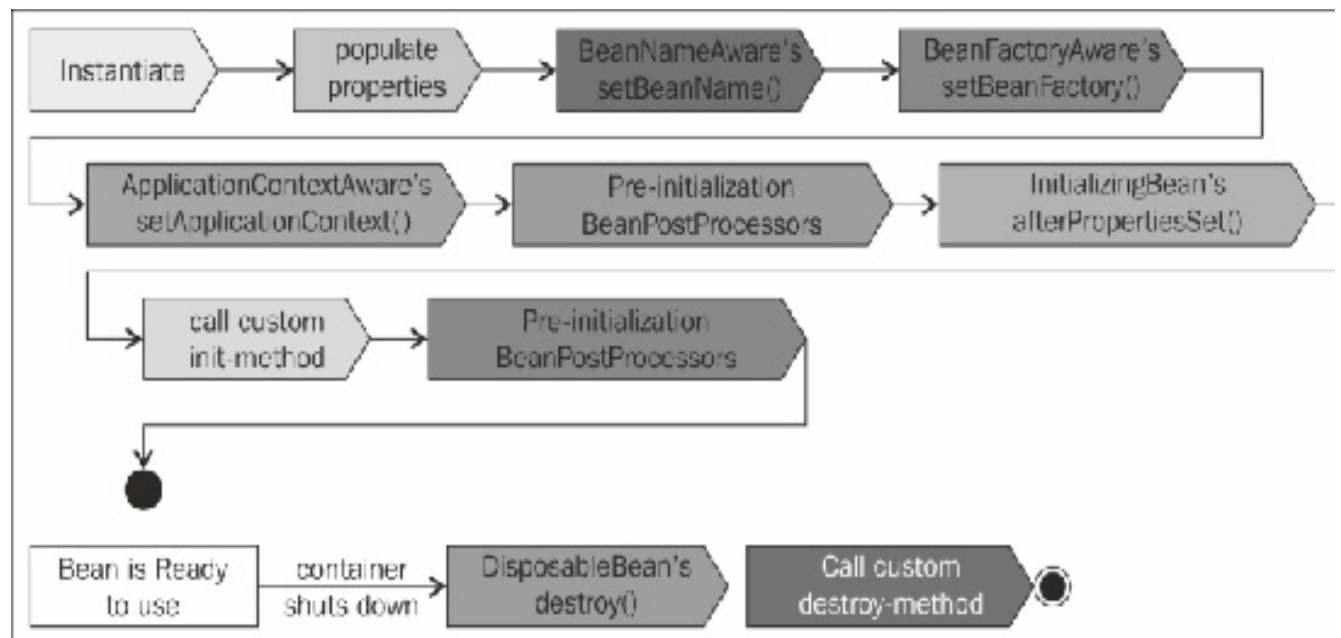 Instantiate
populate
properties
BeanNameAware's
setBeanName()
BeanFactoryAware's
setBeanFactory()
ApplicationContextAware's
setApplicationContext()
Pre-initialization
BeanPostProcessors
InitializingBean's
afterPropertiesSet()
call custom
init-method
Pre-initialization
BeanPostProcessors
Bean is Ready
to use
container
shuts down
DisposableBean's
destroy()
Call custom
destroy-method